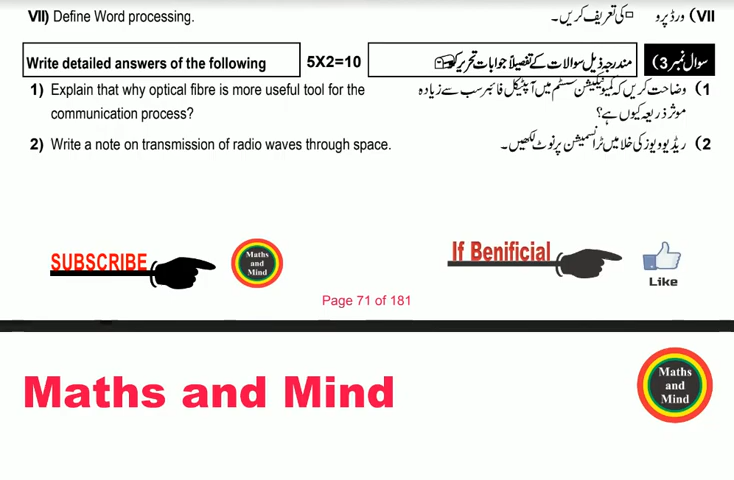 VII) Define Word processing.
VII) ورڈ پرو کی تعریف کریں۔
Write detailed answers of the following
5X2=10
مندرجہ ذیل سوالات کے تفصیلاً جوابات تحریر
سوال نمبر 3)
1) Explain that why optical fibre is more useful tool for the
communication process?
1) وضاحت کریں کہ کمیونیکیشن سسٹم میں آپٹیکل فائبر سب سے زیادہ
موثر ذریعہ کیوں ہے؟
2) Write a note on transmission of radio waves through space.
2) ریڈیو ویوز کی خلا میں ٹرانسمیشن پر نوٹ لکھیں۔
SUBSCRIBE
Maths
and
Mind
If Benificial
Like
Page 71 of 181
Maths and Mind
Maths
and
Mind